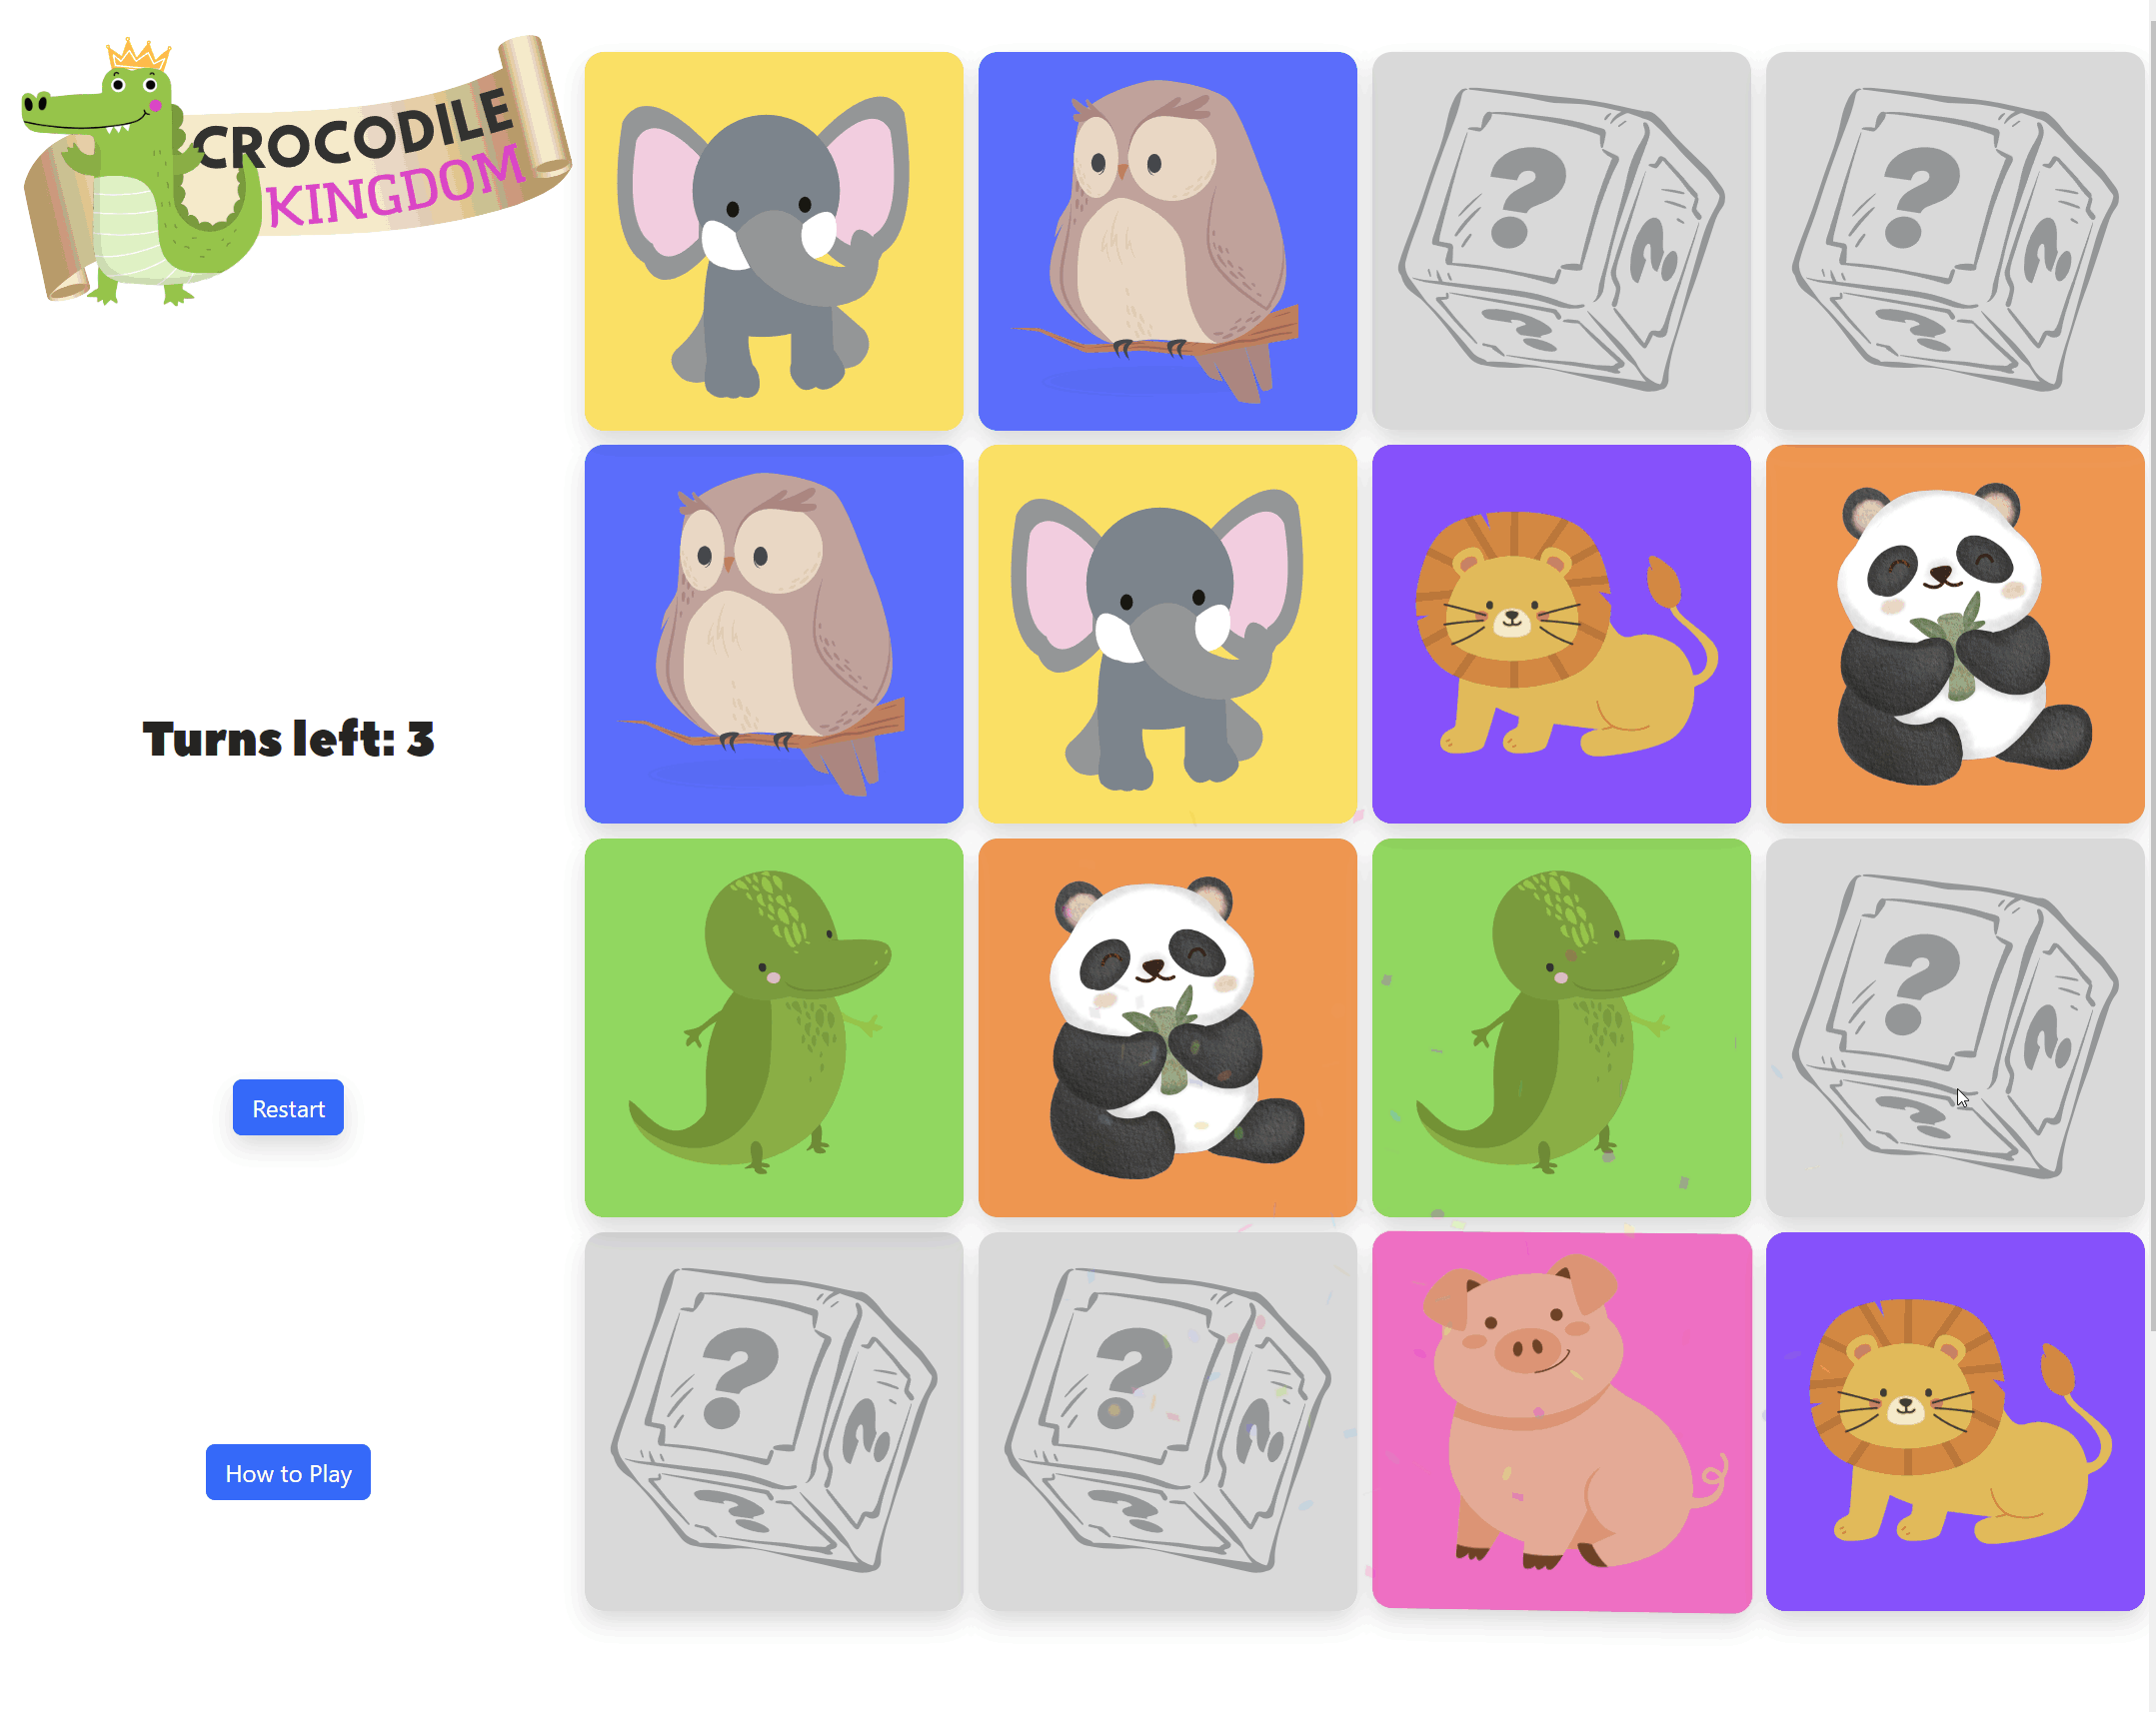 CROCODILE
KINGDOM
Turns left: 3
Restart
How to Play
? ? ?
? ? ?
? ? ?
? ? ?
? ? ?